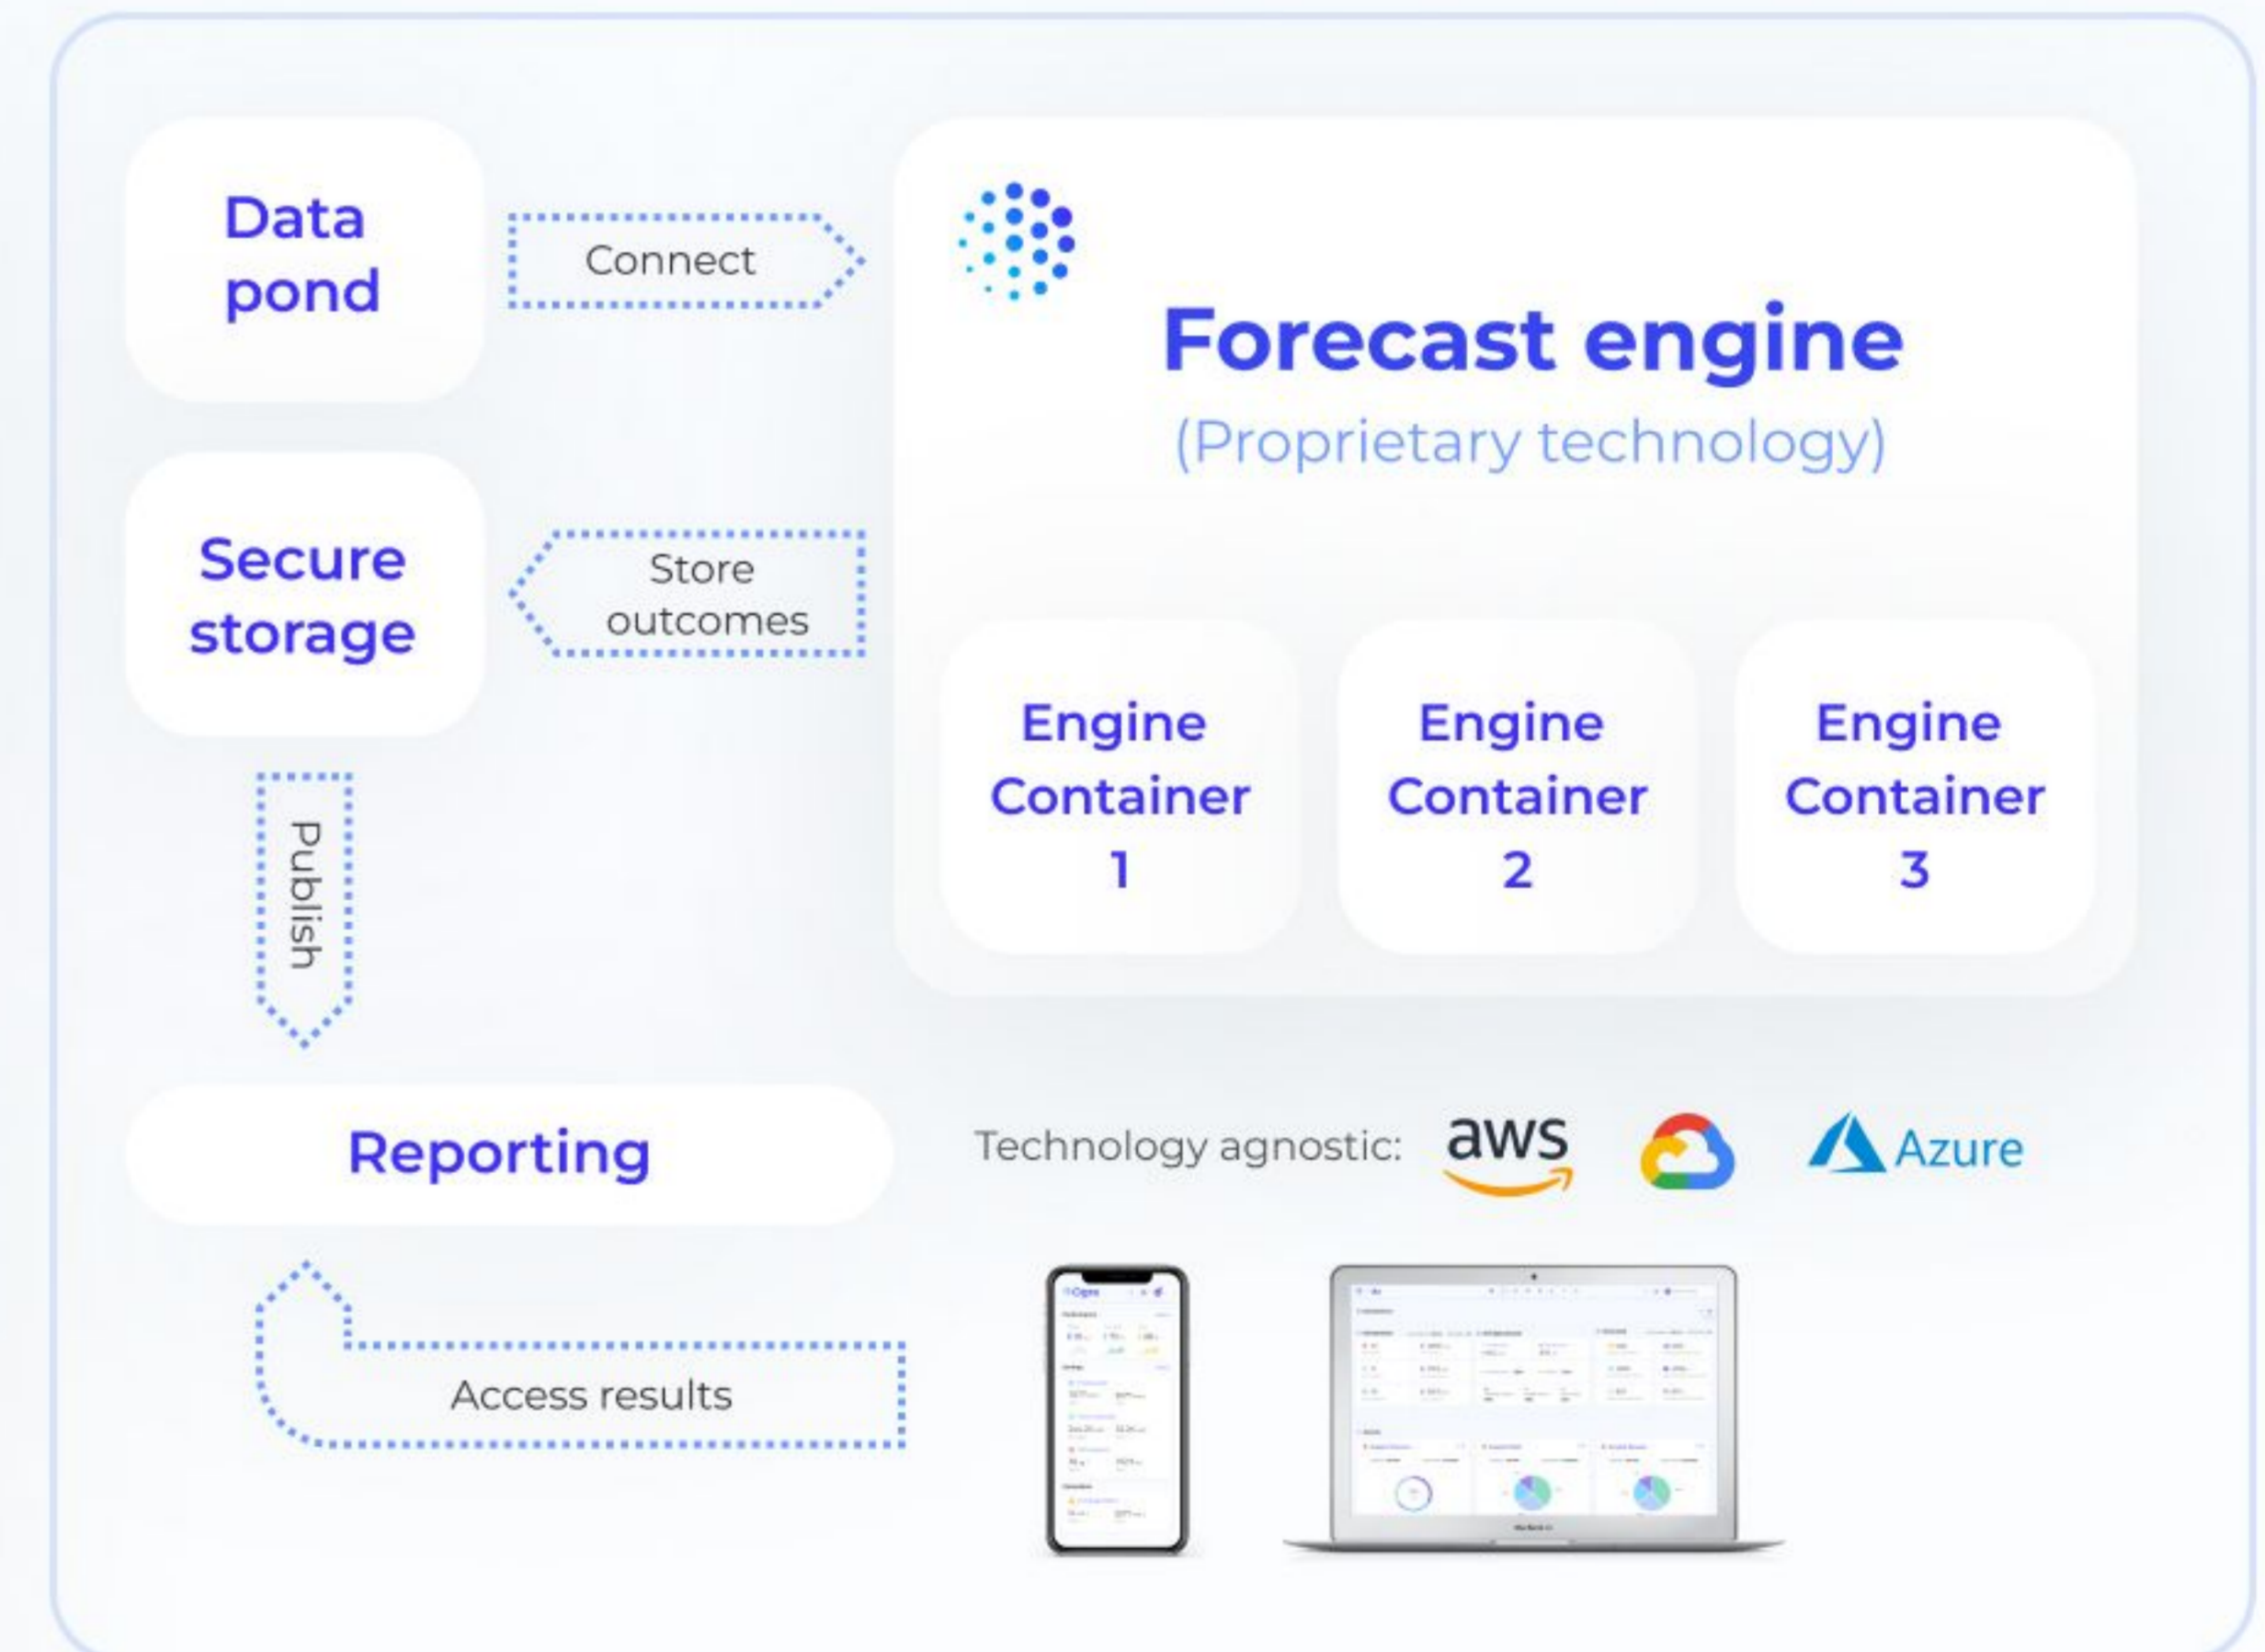 Data
pond
Connect
Forecast engine
(Proprietary technology)
Secure
storage
Store
outcomes
Engine
Container
1
Engine
Container
2
Engine
Container
3
Publish
Reporting
Technology agnostic:
aws
Azure
Access results